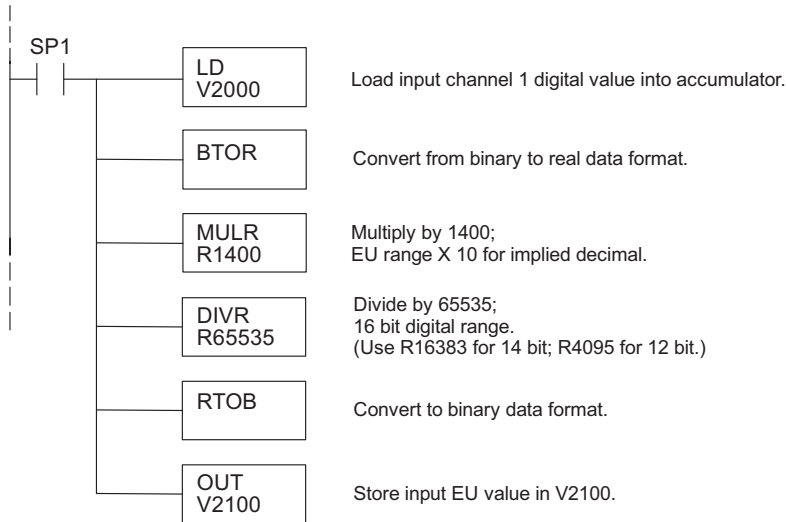 SP1
LD
V2000
Load input channel 1 digital value into accumulator.
BTOR
Convert from binary to real data format.
MULR
R1400
Multiply by 1400;
EU range X 10 for implied decimal.
DIVR
R65535
Divide by 65535;
16 bit digital range.
(Use R16383 for 14 bit; R4095 for 12 bit.)
RTOB
Convert to binary data format.
OUT
V2100
Store input EU value in V2100.